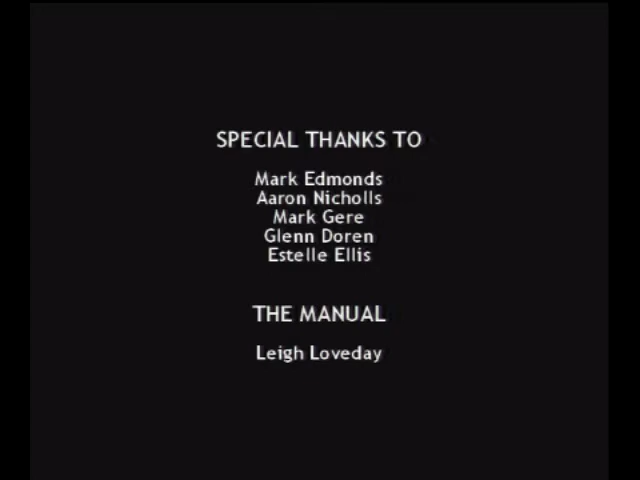 SPECIAL THANKS TO
Mark Edmonds
Aaron Nicholls
Mark Gere
Glenn Doren
Estelle Ellis
THE MANUAL
Leigh Loveday